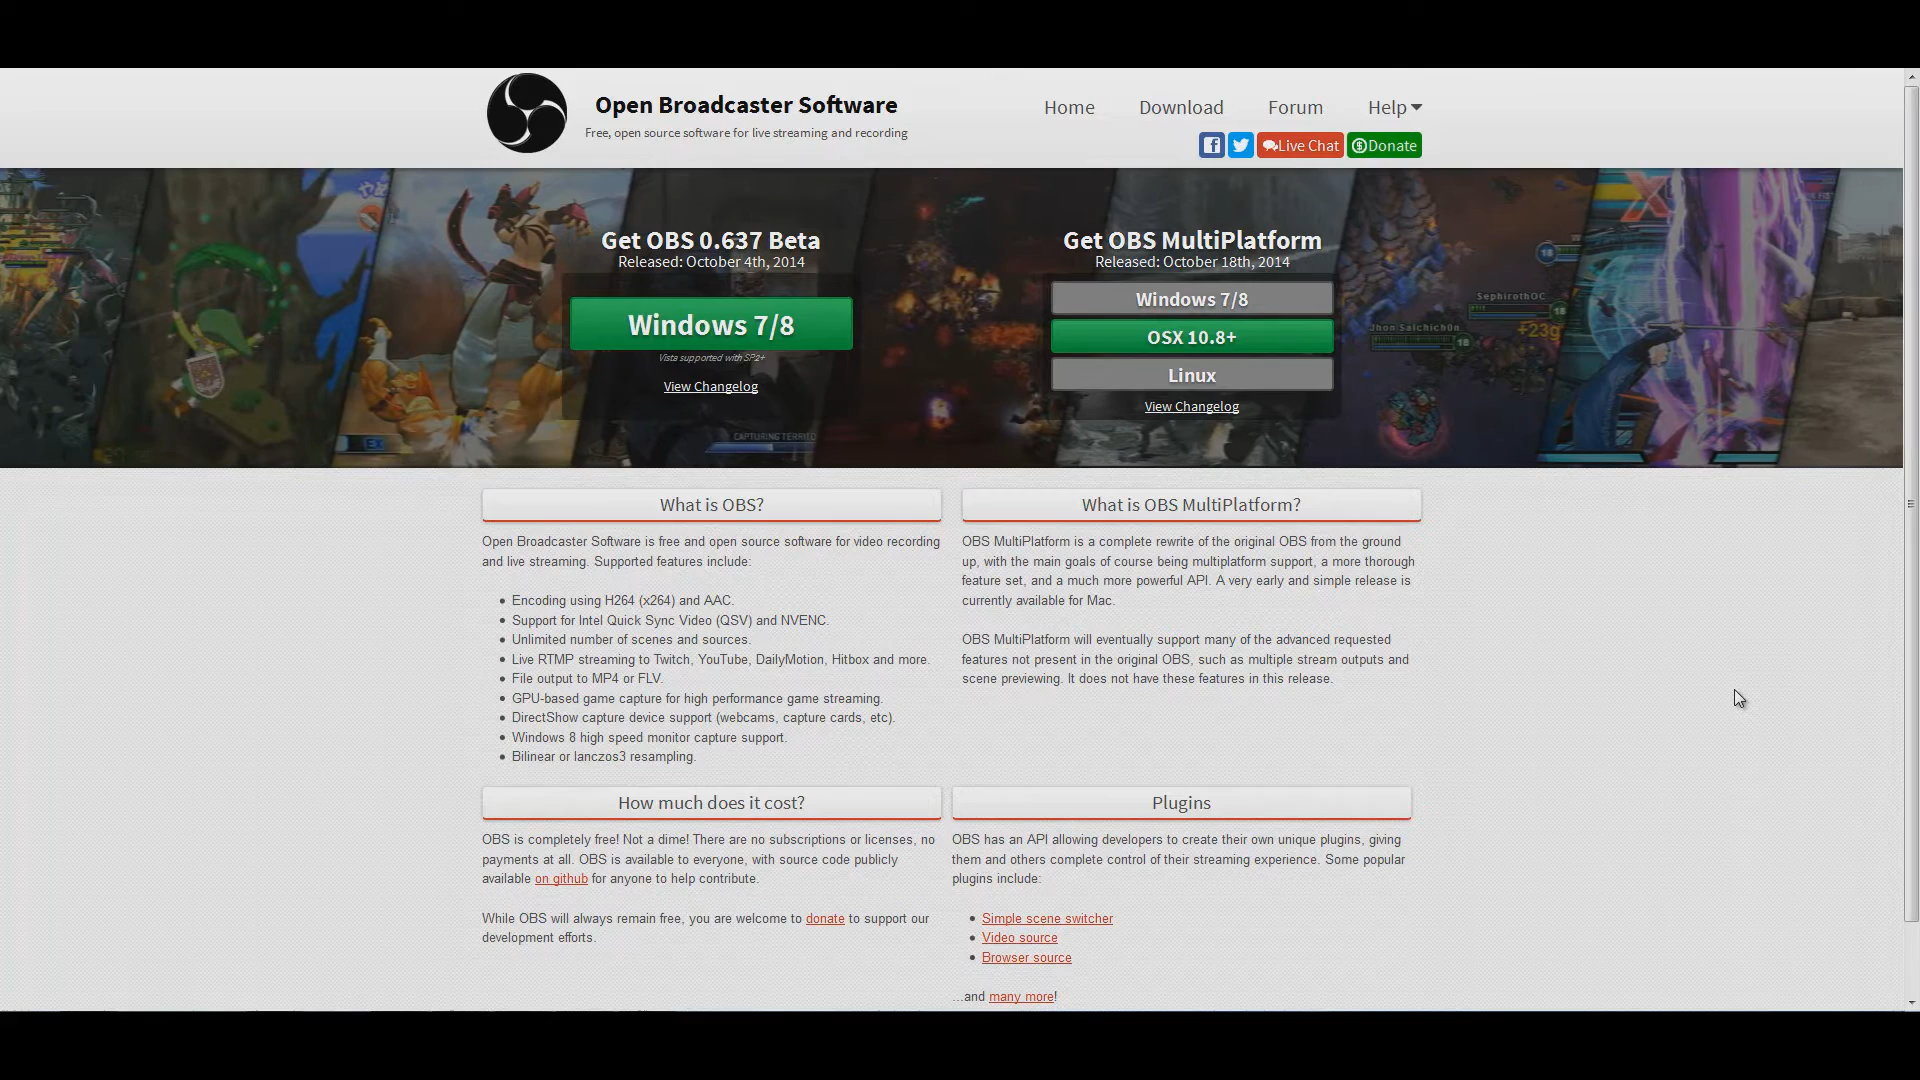 Open Broadcaster Software
Free, open source software for live streaming and recording
Home
Download
Forum
Help
Live Chat
Donate
Get OBS 0.637 Beta
Released: October 4th, 2014
Windows 7/8
Vista supported with SP2+
View Changelog
Get OBS MultiPlatform
Released: October 18th, 2014
Windows 7/8
OSX 10.8+
Linux
View Changelog
SephirothOC
18
Jhon Salchich0n
18
+23g
EX
CAPTURING TERRITO
What is OBS?
Open Broadcaster Software is free and open source software for video recording
and live streaming. Supported features include:
Encoding using H264 (x264) and AAC.
Support for Intel Quick Sync Video (QSV) and NVENC.
Unlimited number of scenes and sources.
Live RTMP streaming to Twitch, YouTube, DailyMotion, Hitbox and more.
File output to MP4 or FLV.
GPU-based game capture for high performance game streaming.
DirectShow capture device support (webcams, capture cards, etc).
Windows 8 high speed monitor capture support.
Bilinear or lanczos3 resampling.
What is OBS MultiPlatform?
OBS MultiPlatform is a complete rewrite of the original OBS from the ground
up, with the main goals of course being multiplatform support, a more thorough
feature set, and a much more powerful API. A very early and simple release is
currently available for Mac.
OBS MultiPlatform will eventually support many of the advanced requested
features not present in the original OBS, such as multiple stream outputs and
scene previewing. It does not have these features in this release.
How much does it cost?
OBS is completely free! Not a dime! There are no subscriptions or licenses, no
payments at all. OBS is available to everyone, with source code publicly
available on github for anyone to help contribute.
While OBS will always remain free, you are welcome to donate to support our
development efforts.
Plugins
OBS has an API allowing developers to create their own unique plugins, giving
them and others complete control of their streaming experience. Some popular
plugins include:
Simple scene switcher
Video source
Browser source
...and many more!